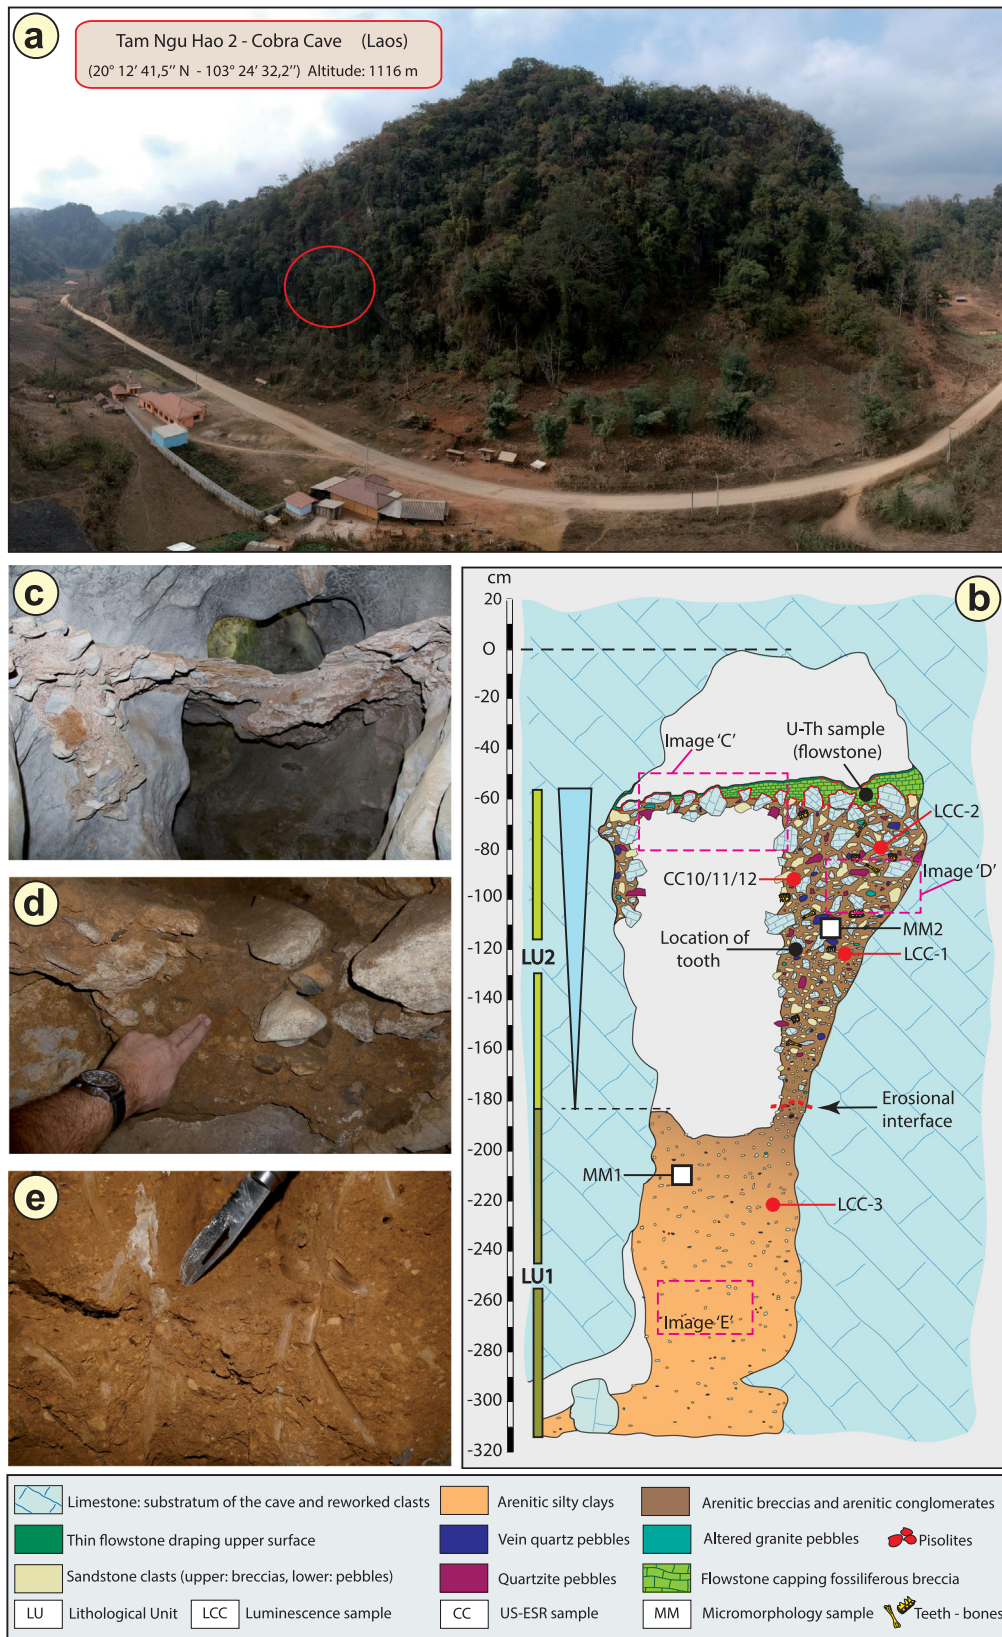 a
Tam Ngu Hao 2 - Cobra Cave (Laos)
(20° 12' 41,5" N - 103° 24' 32,2") Altitude: 1116 m
c
d
e
b
cm
20
O
-20
-40
-60
-80
-100
-120
-140
-160
-180
-200
-220
-240
-260
-280
-300
-320
LU2
LU1
Image 'C'
U-Th sample
(flowstone)
LCC-2
CC10/11/12
Image 'D'
MM2
Location of
tooth
LCC-1
Erosional
interface
MM1
LCC-3
Image 'E'
Limestone: substratum of the cave and reworked clasts
Arenitic silty clays
Arenitic breccias and arenitic conglomerates
Thin flowstone draping upper surface
Vein quartz pebbles
Altered granite pebbles
Pisolites
Sandstone clasts (upper: breccias, lower: pebbles)
Quartzite pebbles
Flowstone capping fossiliferous breccia
LU Lithological Unit
LCC Luminescence sample
CC US-ESR sample
MM Micromorphology sample
Teeth - bones